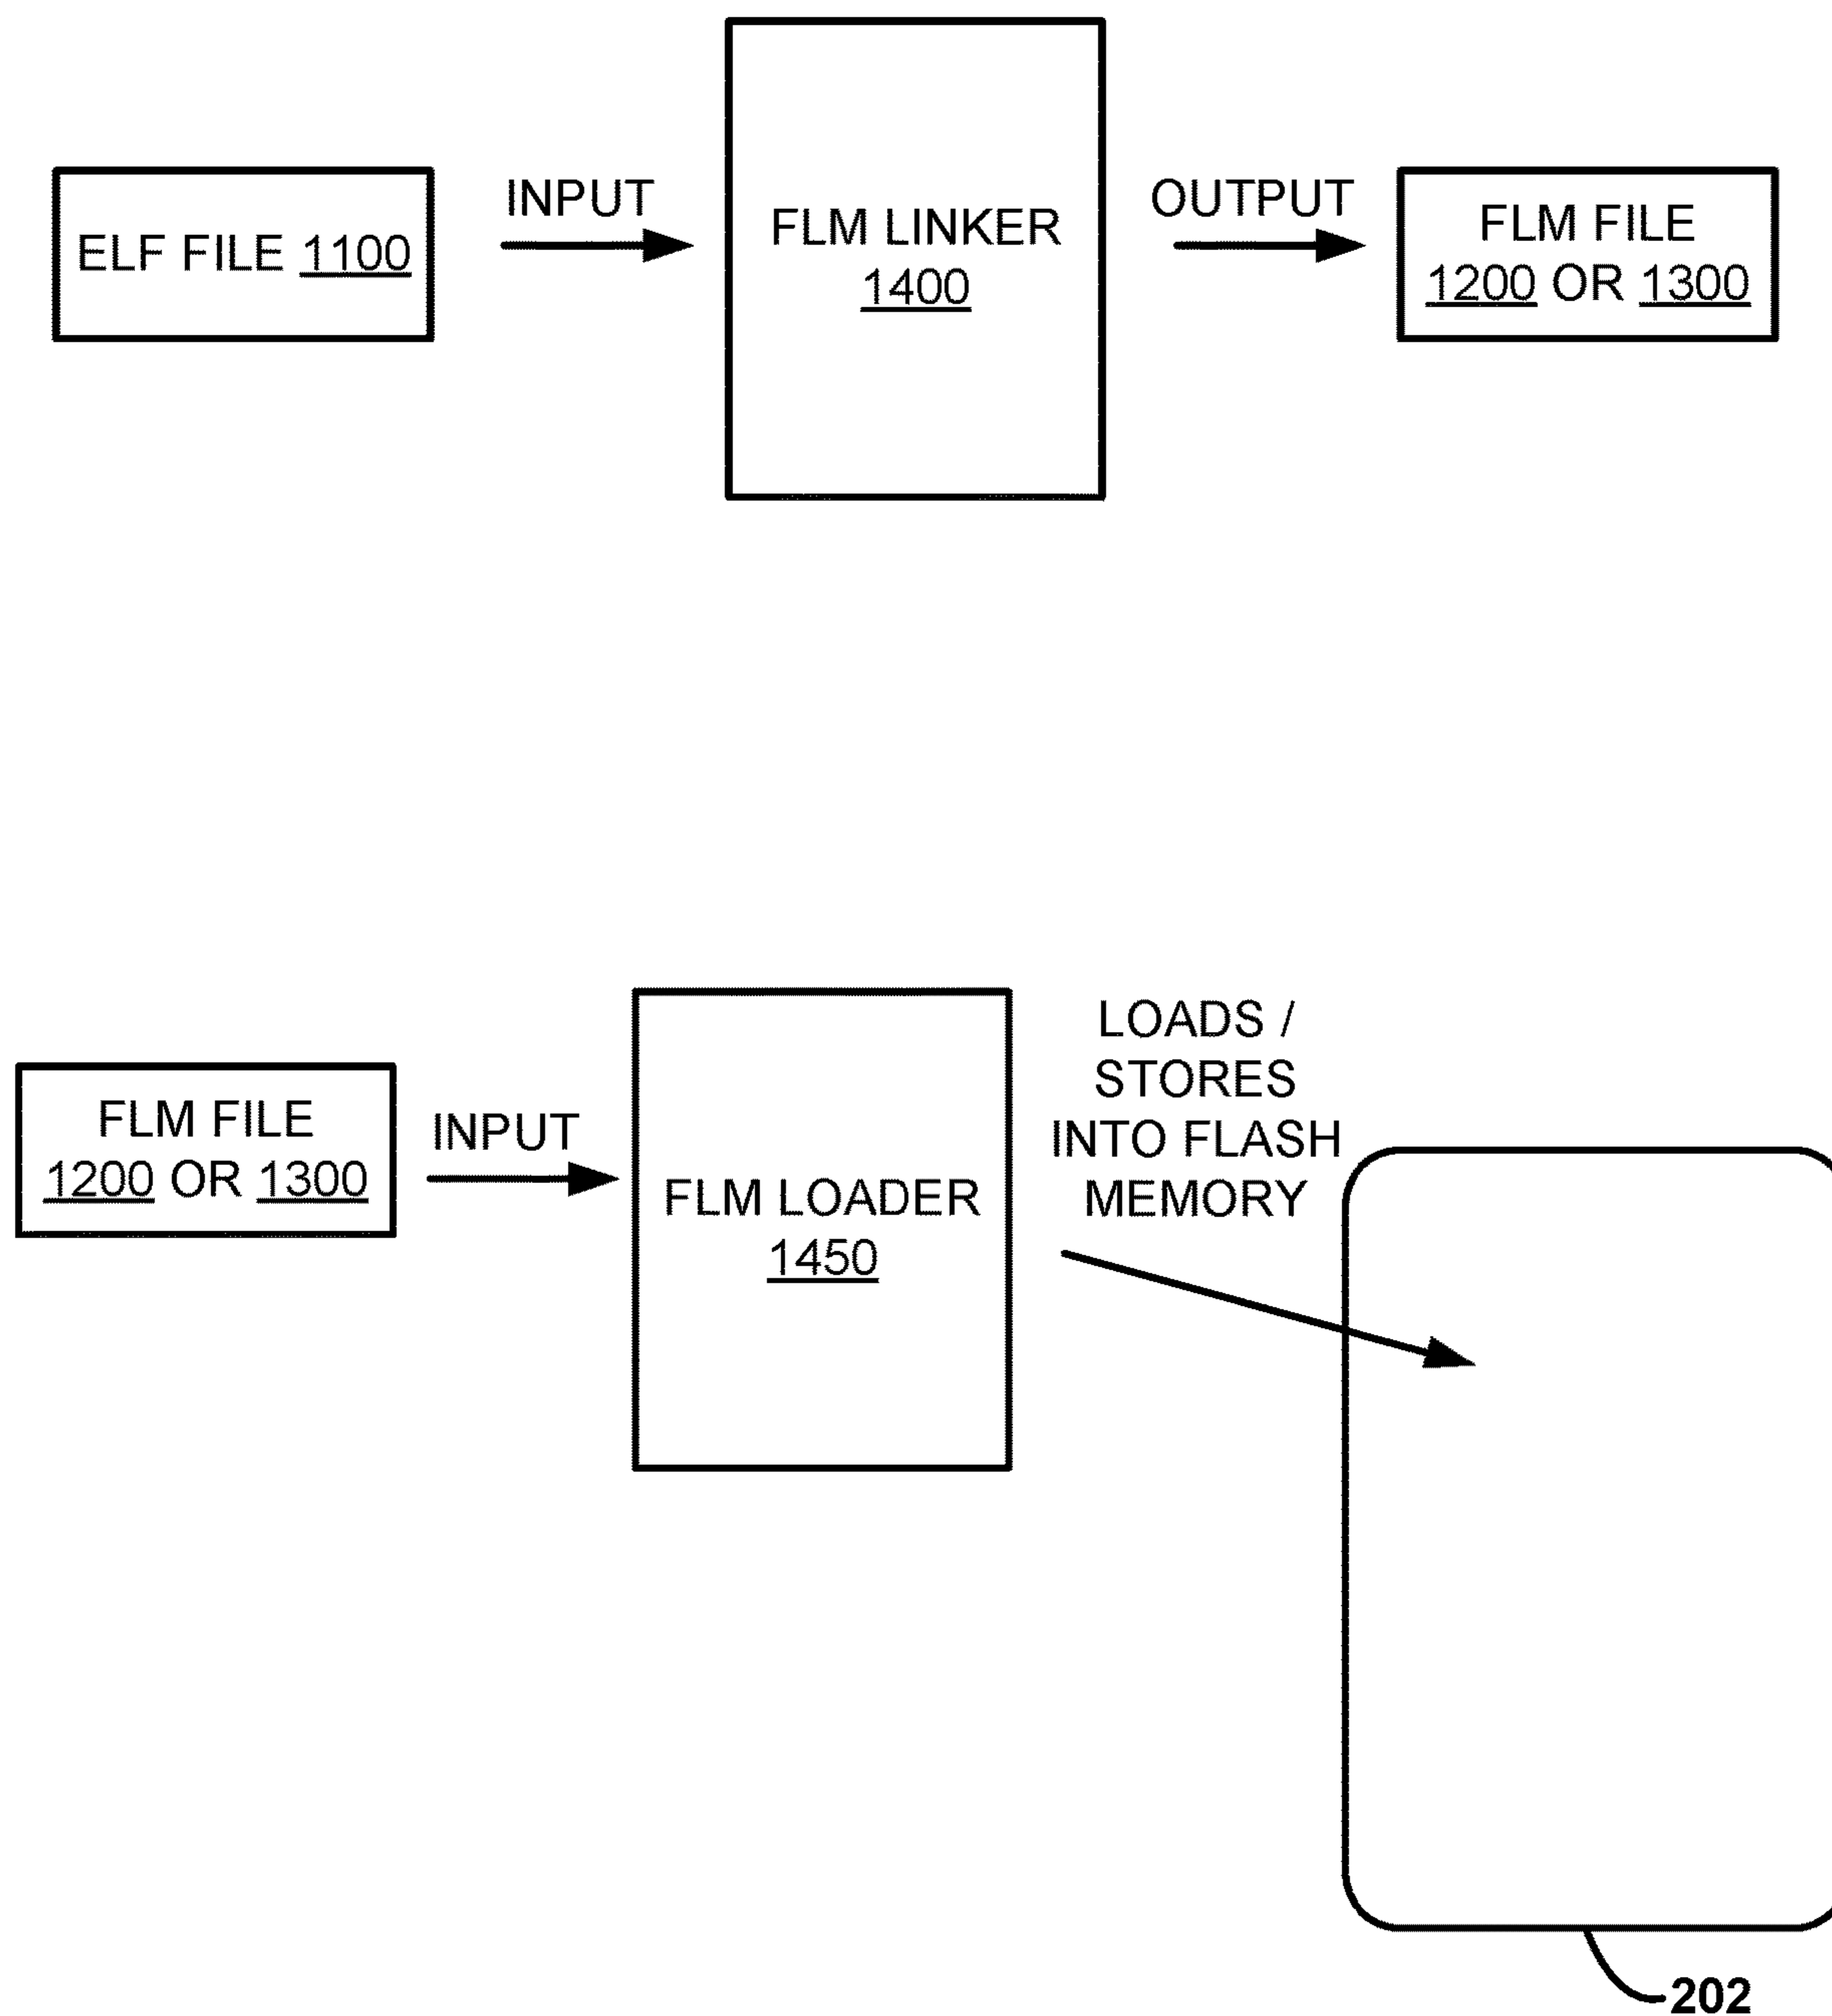 ELF FILE 1100
INPUT
FLM LINKER
1400
OUTPUT
FLM FILE
1200 OR 1300
FLM FILE
1200 OR 1300
INPUT
FLM LOADER
1450
LOADS /
STORES
INTO FLASH
MEMORY
202